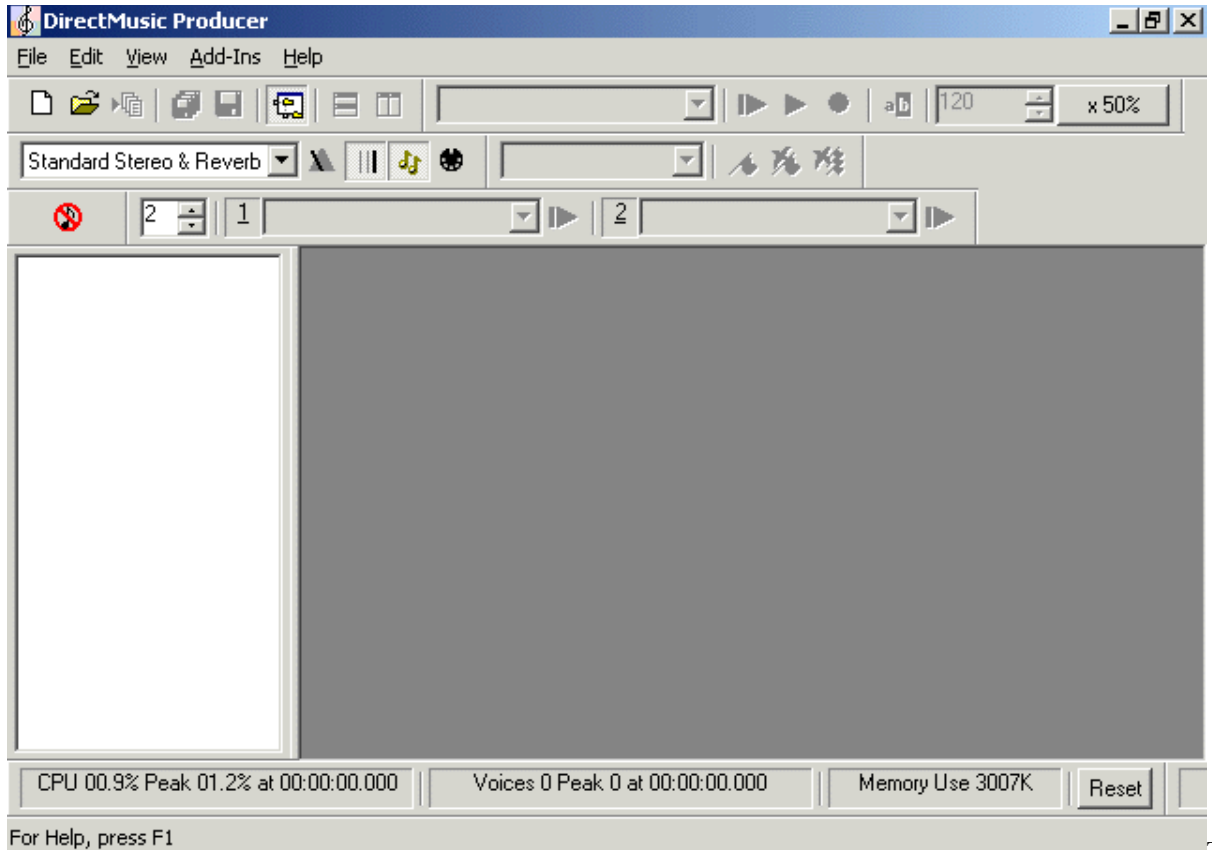 DirectMusic Producer
File Edit View Add-Ins Help
ab 120 x 50%
Standard Stereo & Reverb
2 1 2
CPU 00.9% Peak 01.2% at 00:00:00.000 Voices 0 Peak 0 at 00:00:00.000 Memory Use 3007K Reset
For Help, press F1